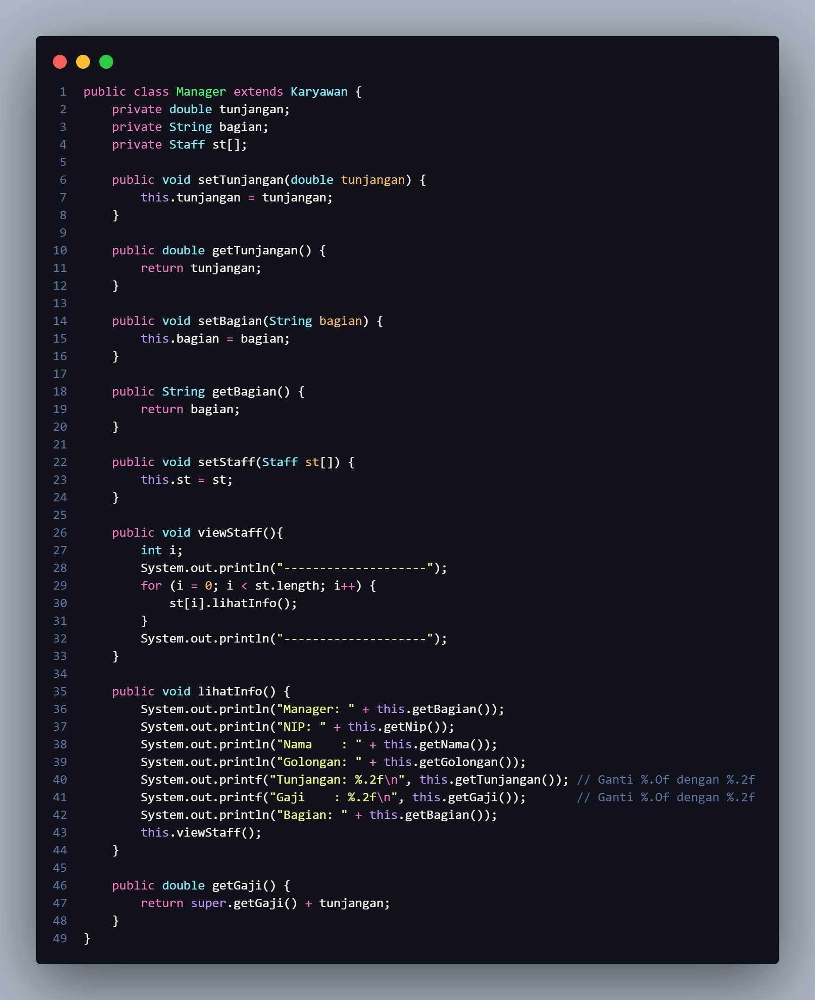 1 public class Manager extends Karyawan {
2     private double tunjangan;
3     private String bagian;
4     private Staff st[];
5
6     public void setTunjangan(double tunjangan) {
7         this.tunjangan = tunjangan;
8     }
9
10     public double getTunjangan() {
11         return tunjangan;
12     }
13
14     public void setBagian(String bagian) {
15         this.bagian = bagian;
16     }
17
18     public String getBagian() {
19         return bagian;
20     }
21
22     public void setStaff(Staff st[]) {
23         this.st = st;
24     }
25
26     public void viewStaff(){
27         int i;
28         System.out.println("--------------------");
29         for (i = 0; i < st.length; i++) {
30             st[i].lihatInfo();
31         }
32         System.out.println("--------------------");
33     }
34
35     public void lihatInfo() {
36         System.out.println("Manager: " + this.getBagian());
37         System.out.println("NIP: " + this.getNip());
38         System.out.println("Nama    : " + this.getNama());
39         System.out.println("Golongan: " + this.getGolongan());
40         System.out.printf("Tunjangan: %.2f\n", this.getTunjangan()); // Ganti %.Of dengan %.2f
41         System.out.printf("Gaji    : %.2f\n", this.getGaji());       // Ganti %.Of dengan %.2f
42         System.out.println("Bagian: " + this.getBagian());
43         this.viewStaff();
44     }
45
46     public double getGaji() {
47         return super.getGaji() + tunjangan;
48     }
49 }